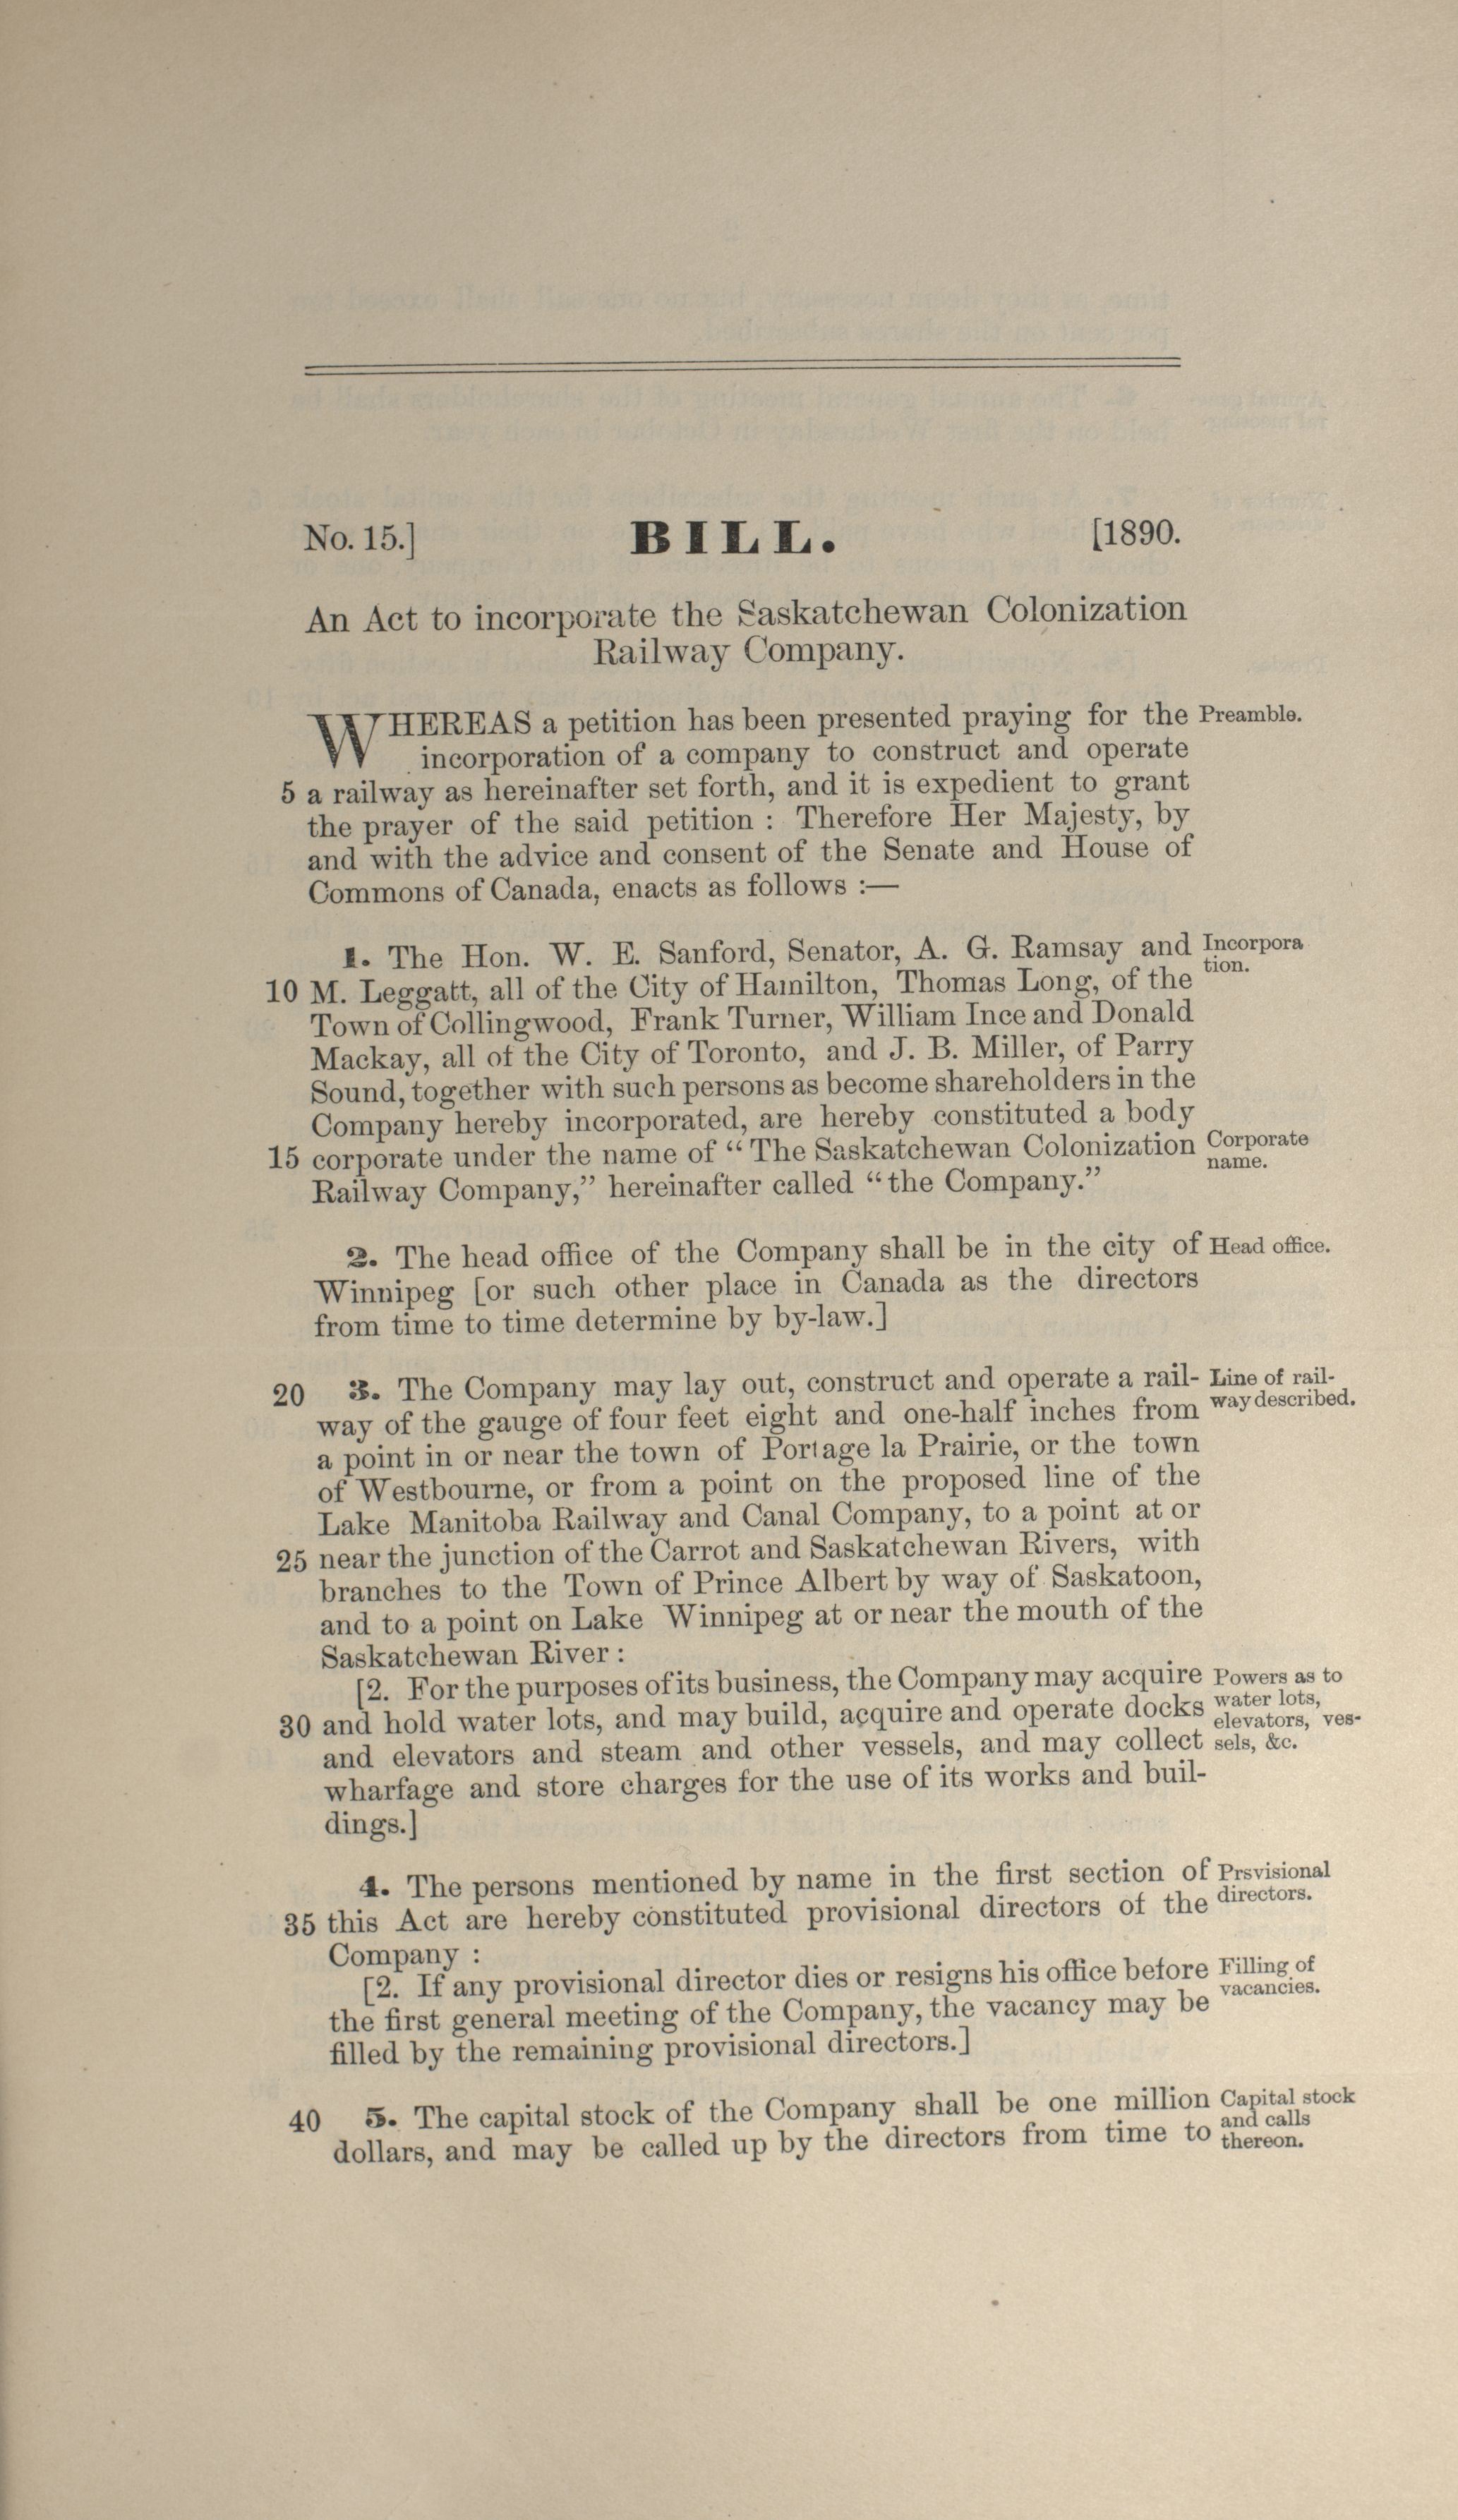 No. 15.] BILL. [1890.
An Act to incorporate the Saskatchewan Colonization
Railway Company.
WHEREAS a petition has been presented praying for the Preamble.
incorporation of a company to construct and operate
5 a railway as hereinafter set forth, and it is expedient to grant
the prayer of the said petition : Therefore Her Majesty, by
and with the advice and consent of the Senate and House of
Commons of Canada, enacts as follows :—
1. The Hon. W. E. Sanford, Senator, A. G. Ramsay and Incorpora
10 M. Leggatt, all of the City of Hamilton, Thomas Long, of the tion.
Town of Collingwood, Frank Turner, William Ince and Donald
Mackay, all of the City of Toronto, and J. B. Miller, of Parry
Sound, together with such persons as become shareholders in the
Company hereby incorporated, are hereby constituted a body
15 corporate under the name of “ The Saskatchewan Colonization Corporate
Railway Company,” hereinafter called “the Company.” name.
2. The head office of the Company shall be in the city of Head office.
Winnipeg [or such other place in Canada as the directors
from time to time determine by by-law.]
20 3. The Company may lay out, construct and operate a rail- Line of rail-
way of the gauge of four feet eight and one-half inches from way described.
a point in or near the town of Portage la Prairie, or the town
of Westbourne, or from a point on the proposed line of the
Lake Manitoba Railway and Canal Company, to a point at or
25 near the junction of the Carrot and Saskatchewan Rivers, with
branches to the Town of Prince Albert by way of Saskatoon,
and to a point on Lake Winnipeg at or near the mouth of the
Saskatchewan River :
[2. For the purposes of its business, the Company may acquire Powers as to
30 and hold water lots, and may build, acquire and operate docks water lots,
elevators, ves-
and elevators and steam and other vessels, and may collect sels, &c.
wharfage and store charges for the use of its works and buil-
dings.]
4. The persons mentioned by name in the first section of Prsvisional
35 this Act are hereby constituted provisional directors of the directors.
Company :
[2. If any provisional director dies or resigns his office before Filling of
the first general meeting of the Company, the vacancy may be vacancies.
filled by the remaining provisional directors.]
40 5. The capital stock of the Company shall be one million Capital stock
and calls
dollars, and may be called up by the directors from time to thereon.